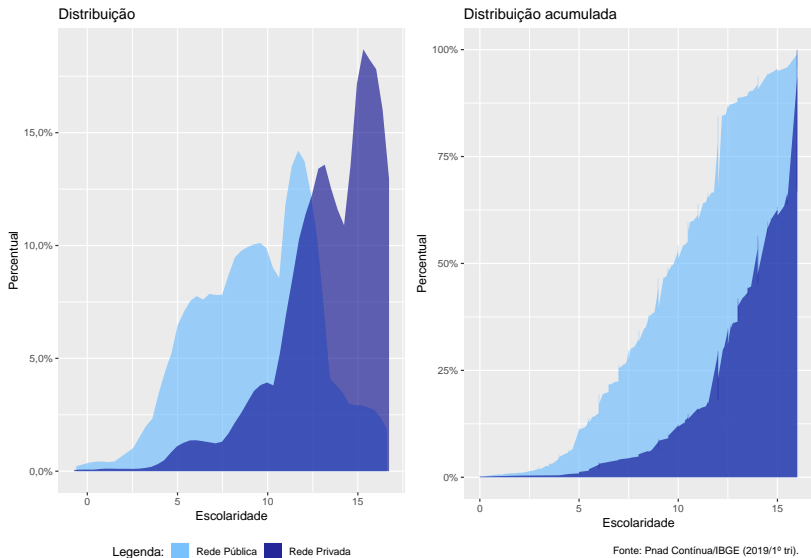 Distribuição
Percentual
15,0%
10,0%
5,0%
0,0%
0
5
10
15
Escolaridade
Distribuição acumulada
Percentual
100%
75%
50%
25%
0%
0
5
10
15
Escolaridade
Legenda: Rede Pública Rede Privada
Fonte: Pnad Contínua/IBGE (2019/1º tri).